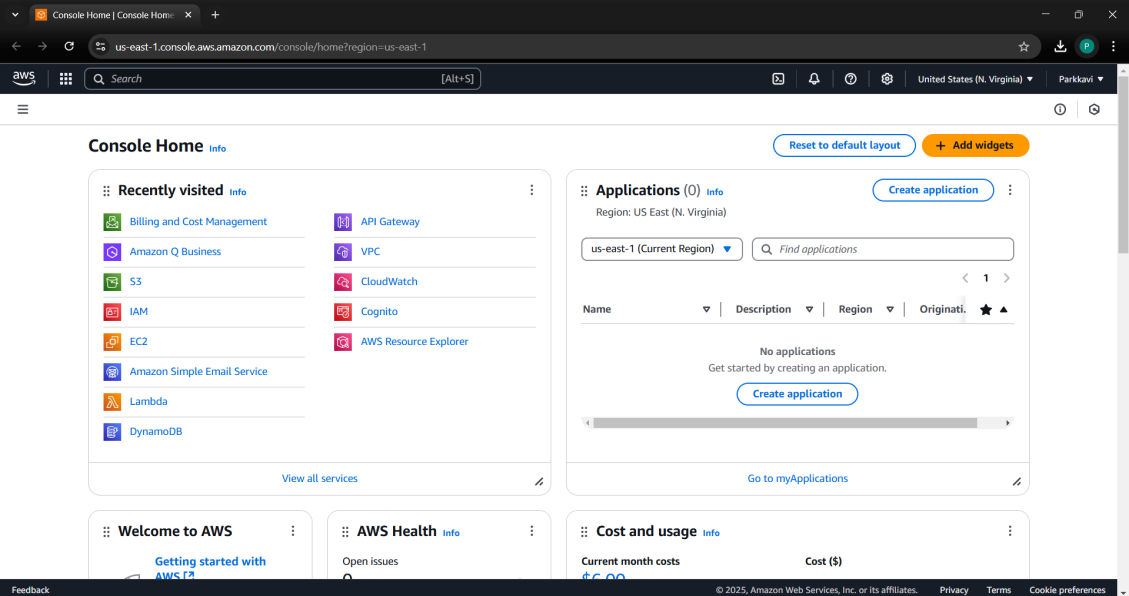 Console Home | Console Home
us-east-1.console.aws.amazon.com/console/home?region=us-east-1
P
aws
Search
[Alt+S]
United States (N. Virginia)
Parkkavi
Console Home Info
Reset to default layout
+ Add widgets
Recently visited Info
Billing and Cost Management
Amazon Q Business
S3
IAM
EC2
Amazon Simple Email Service
Lambda
DynamoDB
API Gateway
VPC
CloudWatch
Cognito
AWS Resource Explorer
View all services
Applications (0) Info
Create application
Region: US East (N. Virginia)
us-east-1 (Current Region)
Find applications
1
Name
Description
Region
Originati.
No applications
Get started by creating an application.
Create application
Go to myApplications
Welcome to AWS
Getting started with
AWS
AWS Health Info
Open issues
0
Cost and usage Info
Current month costs
$6.00
Cost ($)
Feedback
© 2025, Amazon Web Services, Inc. or its affiliates.
Privacy
Terms
Cookie preferences